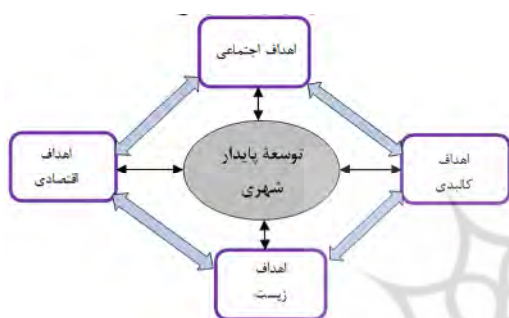 اهداف اجتماعی
اهداف
کالبدی
توسعهٔ پایدار
شهری
اهداف
اقتصادی
اهداف
زیست